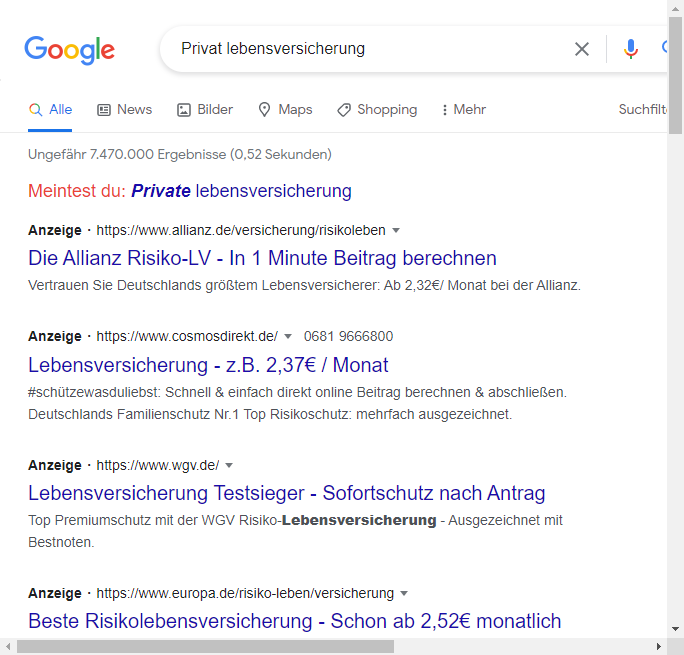 Google
Privat lebensversicherung
Alle News Bilder Maps Shopping Mehr Suchfilt
Ungefähr 7.470.000 Ergebnisse (0,52 Sekunden)
Meintest du: Private lebensversicherung
Anzeige · https://www.allianz.de/versicherung/risikoleben
Die Allianz Risiko-LV - In 1 Minute Beitrag berechnen
Vertrauen Sie Deutschlands größtem Lebensversicherer: Ab 2,32€/ Monat bei der Allianz.
Anzeige · https://www.cosmosdirekt.de/ 0681 9666800
Lebensversicherung - z.B. 2,37€ / Monat
#schützewasduliebst: Schnell & einfach direkt online Beitrag berechnen & abschließen.
Deutschlands Familienschutz Nr.1 Top Risikoschutz: mehrfach ausgezeichnet.
Anzeige · https://www.wgv.de/
Lebensversicherung Testsieger - Sofortschutz nach Antrag
Top Premiumschutz mit der WGV Risiko-Lebensversicherung - Ausgezeichnet mit
Bestnoten.
Anzeige · https://www.europa.de/risiko-leben/versicherung
Beste Risikolebensversicherung - Schon ab 2,52€ monatlich